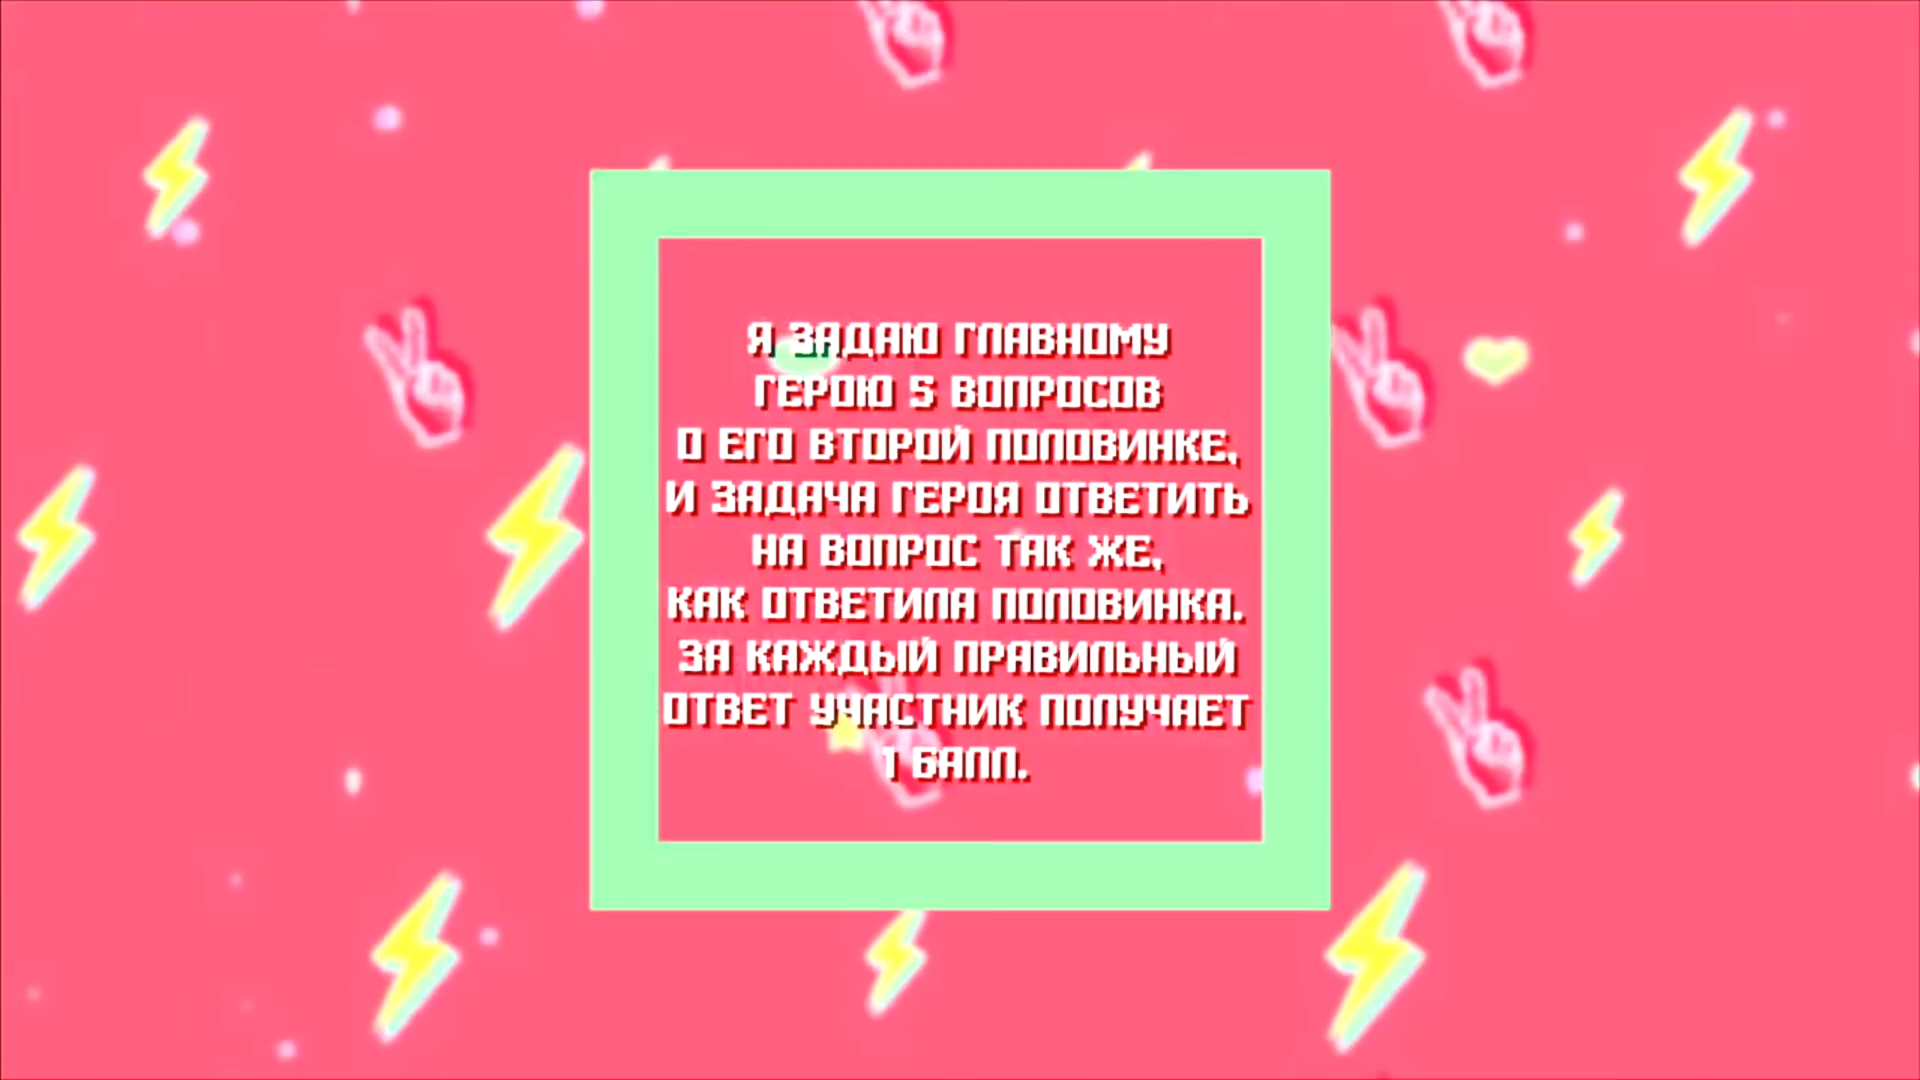 Я ЗАДАЮ ГЛАВНОМУ
ГЕРОЮ 5 ВОПРОСОВ
О ЕГО ВТОРОЙ ПОЛОВИНКЕ,
И ЗАДАЧА ГЕРОЯ ОТВЕТИТЬ
НА ВОПРОС ТАК ЖЕ,
КАК ОТВЕТИЛА ПОЛОВИНКА.
ЗА КАЖДЫЙ ПРАВИЛЬНЫЙ
ОТВЕТ УЧАСТНИК ПОЛУЧАЕТ
1 БАЛЛ.